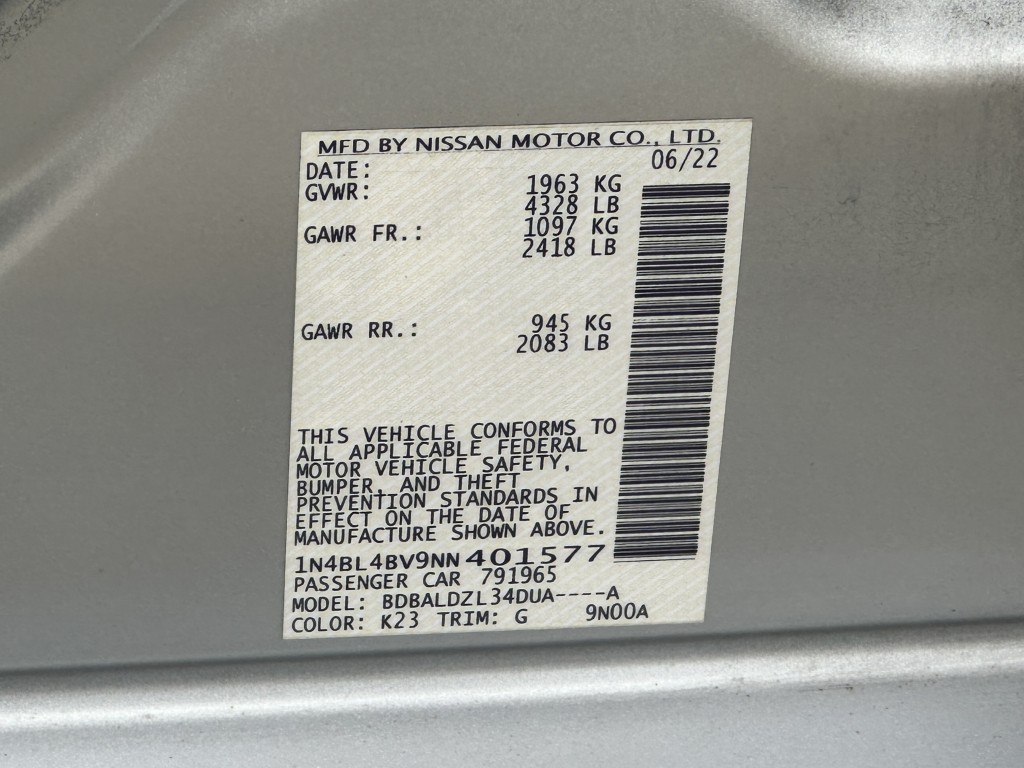 MFD BY NISSAN MOTOR CO., LTD.
DATE: 06/22
GVWR: 1963 KG
4328 LB
GAWR FR.: 1097 KG
2418 LB
GAWR RR.: 945 KG
2083 LB
THIS VEHICLE CONFORMS TO
ALL APPLICABLE FEDERAL
MOTOR VEHICLE SAFETY,
BUMPER, AND THEFT
PREVENTION STANDARDS IN
EFFECT ON THE DATE OF
MANUFACTURE SHOWN ABOVE.
1N4BL4BV9NN401577
PASSENGER CAR 791965
MODEL: BDBALDZL34DUA----A
COLOR: K23 TRIM: G 9N00A